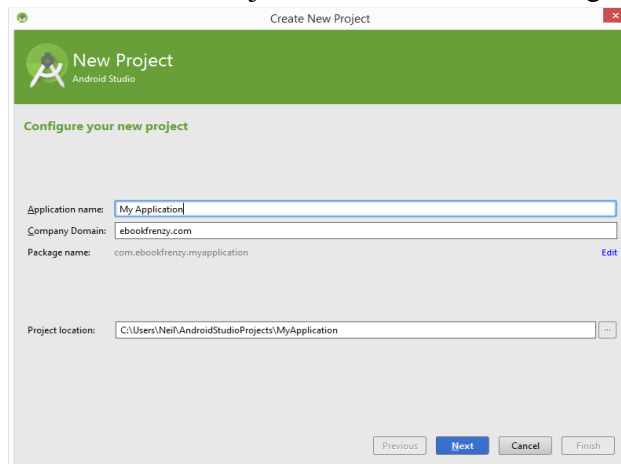 Create New Project
New Project
Android Studio
Configure your new project
Application name: My Application
Company Domain: ebookfrenzy.com
Package name: com.ebookfrenzy.myapplication Edit
Project location: C:\Users\Neil\AndroidStudioProjects\MyApplication ...
Previous Next Cancel Finish